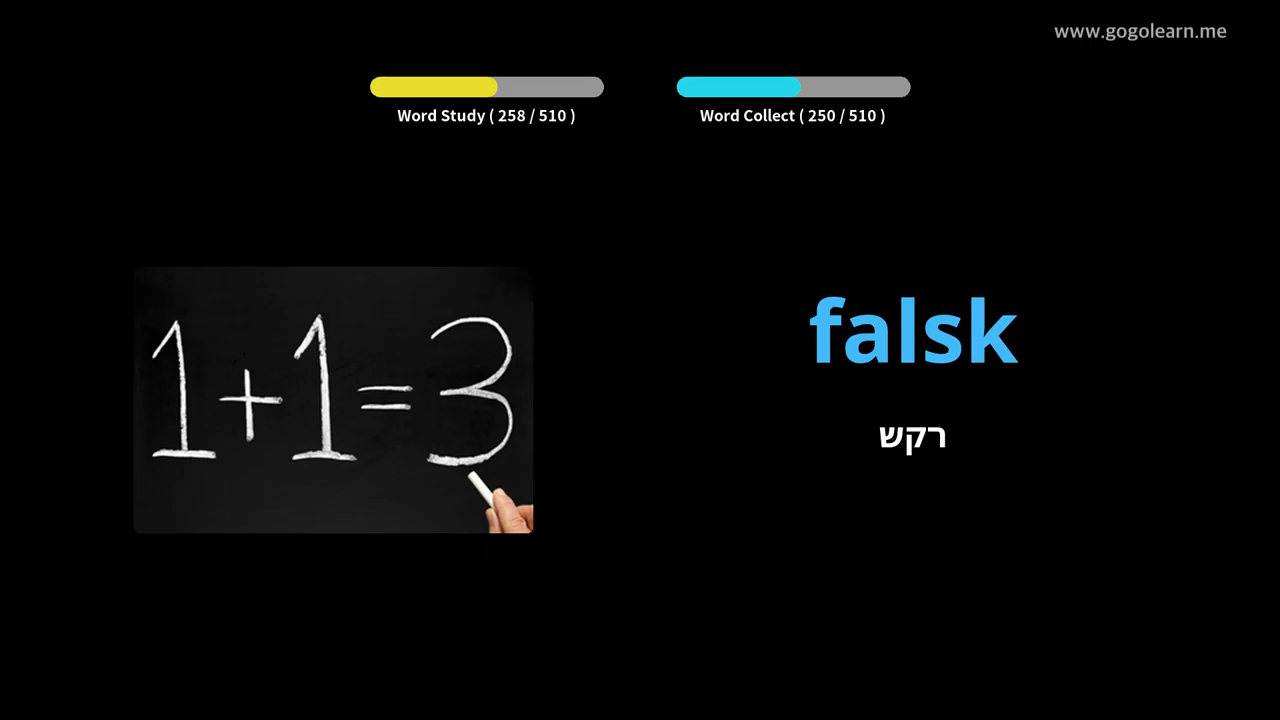 www.gogolearn.me
Word Study ( 258 / 510 )
Word Collect ( 250 / 510 )
1+1=3
falsk
רקש